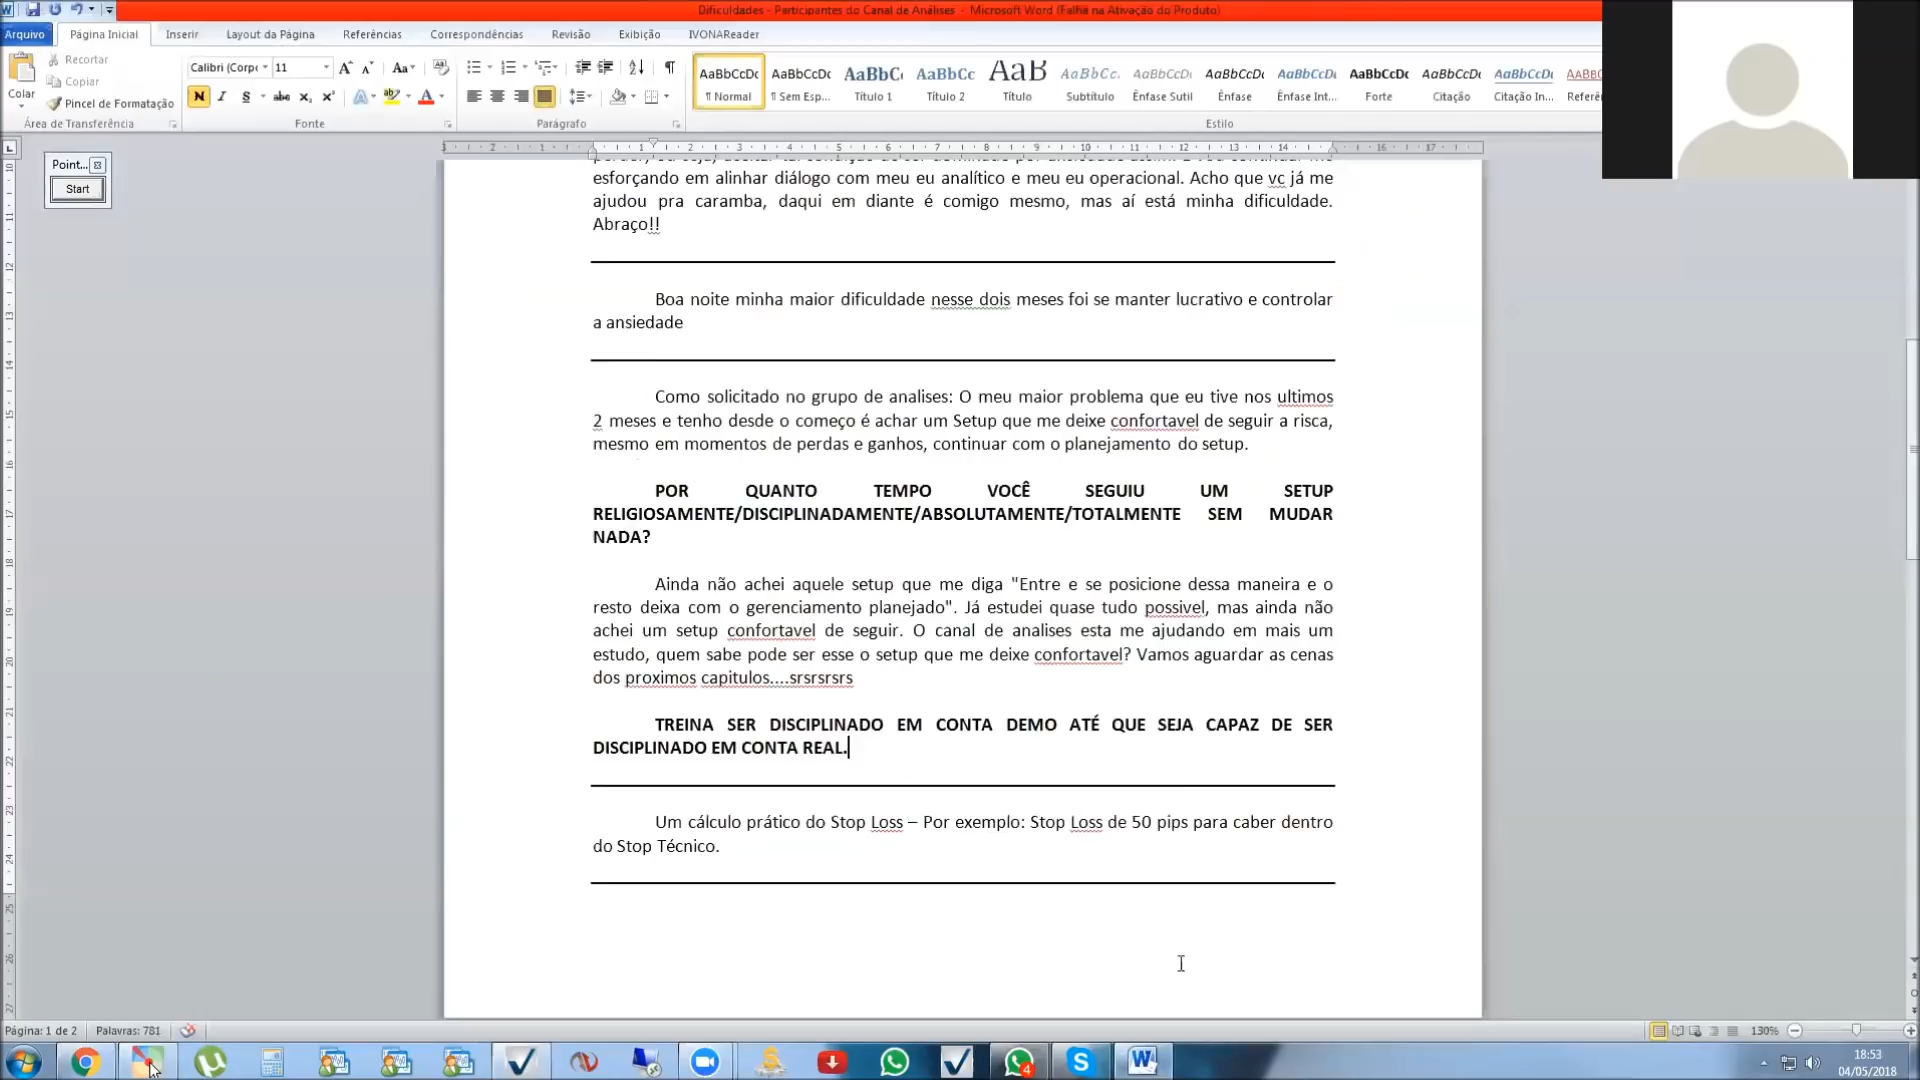 Dificuldades - Participantes do Canal de Análises - Microsoft Word (Falha na Ativação do Produto)
Arquivo Página Inicial Inserir Layout da Página Referências Correspondências Revisão Exibição IVONAReader
Recortar
Copiar
Colar
Pincel de Formatação
Área de Transferência
Calibri (Corpo 11
Fonte
Parágrafo
AaBbCcDc AaBbCcDc AaBbC AaBbCc AaB AaBbCc. AaBbCcDt AaBbCcDt AaBbCcDt AaBbCcDc AaBbCcDt AaBbCcDt AABBC
¶ Normal ¶ Sem Esp... Título 1 Título 2 Título Subtítulo Ênfase Sutil Ênfase Ênfase Int... Forte Citação Citação In... Referê
Estilo
Point...
Start
esforçando em alinhar diálogo com meu eu analítico e meu eu operacional. Acho que vc já me
ajudou pra caramba, daqui em diante é comigo mesmo, mas aí está minha dificuldade.
Abraço!!
Boa noite minha maior dificuldade nesse dois meses foi se manter lucrativo e controlar
a ansiedade
Como solicitado no grupo de analises: O meu maior problema que eu tive nos ultimos
2 meses e tenho desde o começo é achar um Setup que me deixe confortavel de seguir a risca,
mesmo em momentos de perdas e ganhos, continuar com o planejamento do setup.
POR QUANTO TEMPO VOCÊ SEGUIU UM SETUP
RELIGIOSAMENTE/DISCIPLINADAMENTE/ABSOLUTAMENTE/TOTALMENTE SEM MUDAR
NADA?
Ainda não achei aquele setup que me diga "Entre e se posicione dessa maneira e o
resto deixa com o gerenciamento planejado". Já estudei quase tudo possivel, mas ainda não
achei um setup confortavel de seguir. O canal de analises esta me ajudando em mais um
estudo, quem sabe pode ser esse o setup que me deixe confortavel? Vamos aguardar as cenas
dos proximos capitulos....srsrsrsrs
TREINA SER DISCIPLINADO EM CONTA DEMO ATÉ QUE SEJA CAPAZ DE SER
DISCIPLINADO EM CONTA REAL.
Um cálculo prático do Stop Loss – Por exemplo: Stop Loss de 50 pips para caber dentro
do Stop Técnico.
Página: 1 de 2 Palavras: 781 130%
18:53
04/05/2018